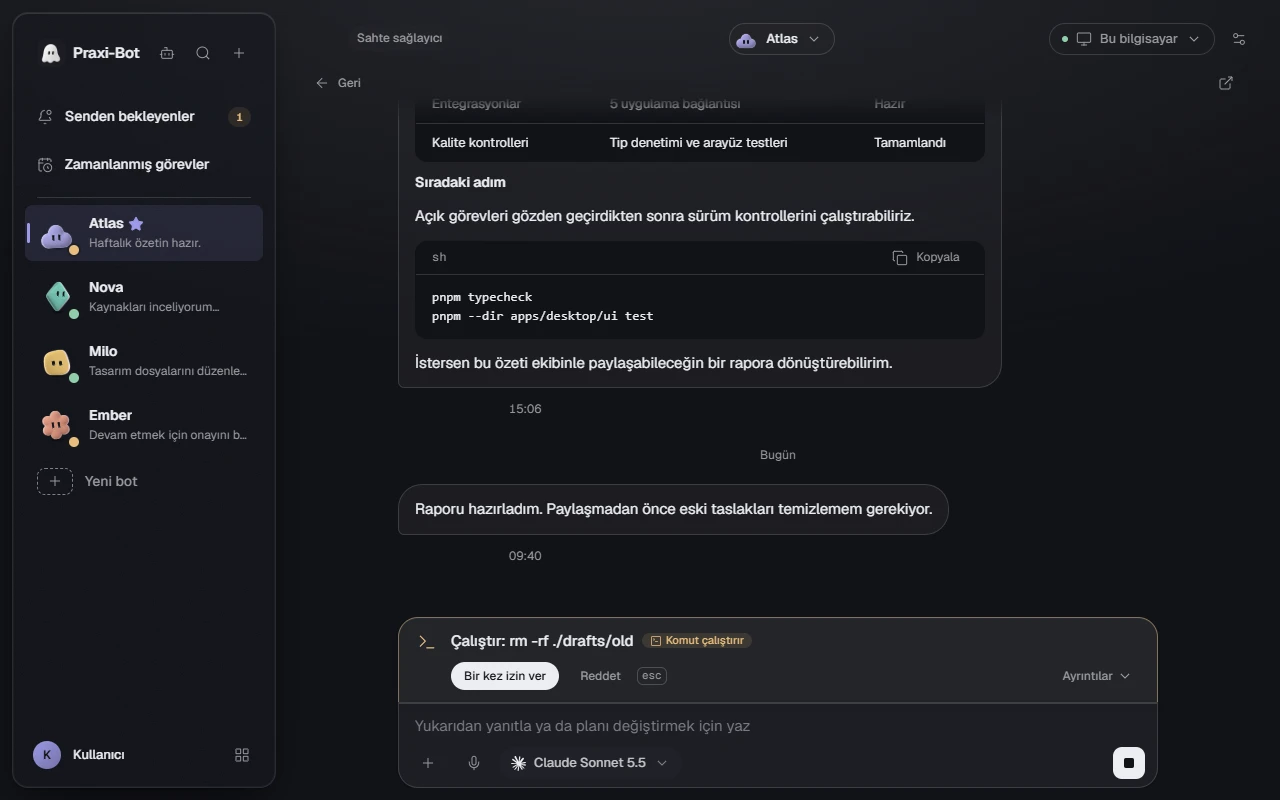 Praxi-Bot
Senden bekleyenler
1
Zamanlanmış görevler
Atlas
Haftalık özetin hazır.
Nova
Kaynakları inceliyorum...
Milo
Tasarım dosyalarını düzenle...
Ember
Devam etmek için onayını b...
Yeni bot
K
Kullanıcı
Sahte sağlayıcı
Atlas
Bu bilgisayar
Geri
Entegrasyonlar 5 uygulama bağlantısı Hazır
Kalite kontrolleri Tip denetimi ve arayüz testleri Tamamlandı
Sıradaki adım
Açık görevleri gözden geçirdikten sonra sürüm kontrollerini çalıştırabiliriz.
sh
Kopyala
pnpm typecheck
pnpm --dir apps/desktop/ui test
İstersen bu özeti ekibinle paylaşabileceğin bir rapora dönüştürebilirim.
15:06
Bugün
Raporu hazırladım. Paylaşmadan önce eski taslakları temizlemem gerekiyor.
09:40
Çalıştır: rm -rf ./drafts/old
Komut çalıştırır
Bir kez izin ver
Reddet
esc
Ayrıntılar
Yukarıdan yanıtla ya da planı değiştirmek için yaz
Claude Sonnet 5.5